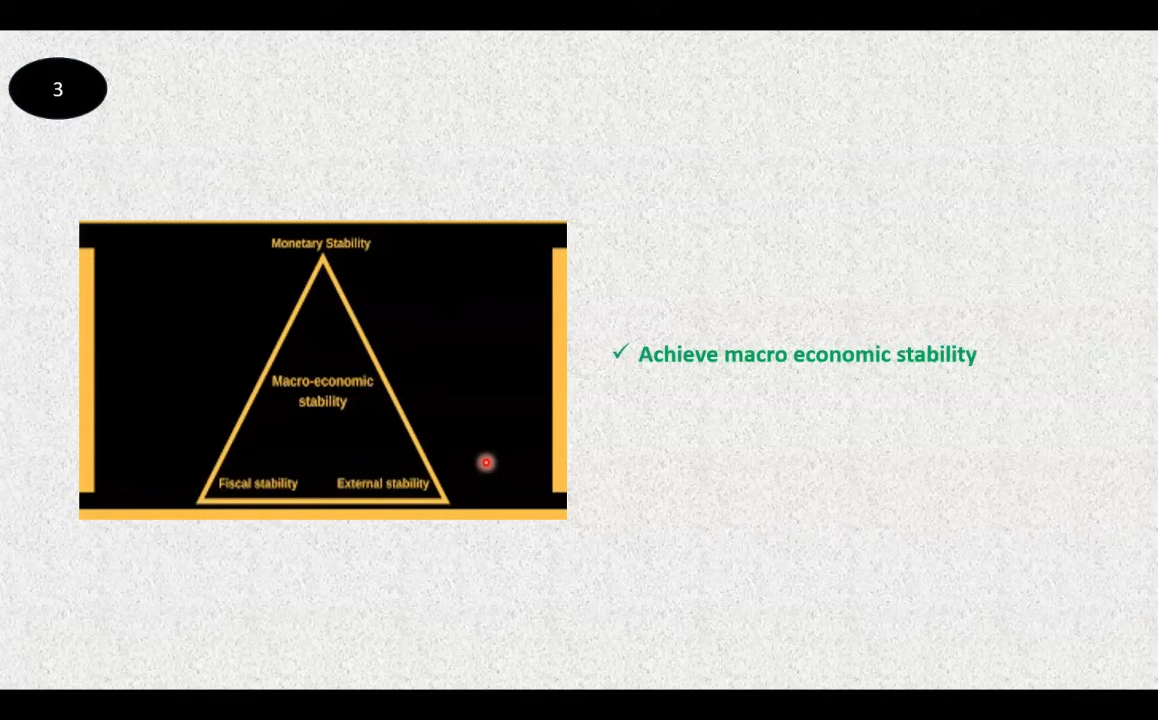 3
Monetary Stability
Macro-economic
stability
Fiscal stability
External stability
✓ Achieve macro economic stability